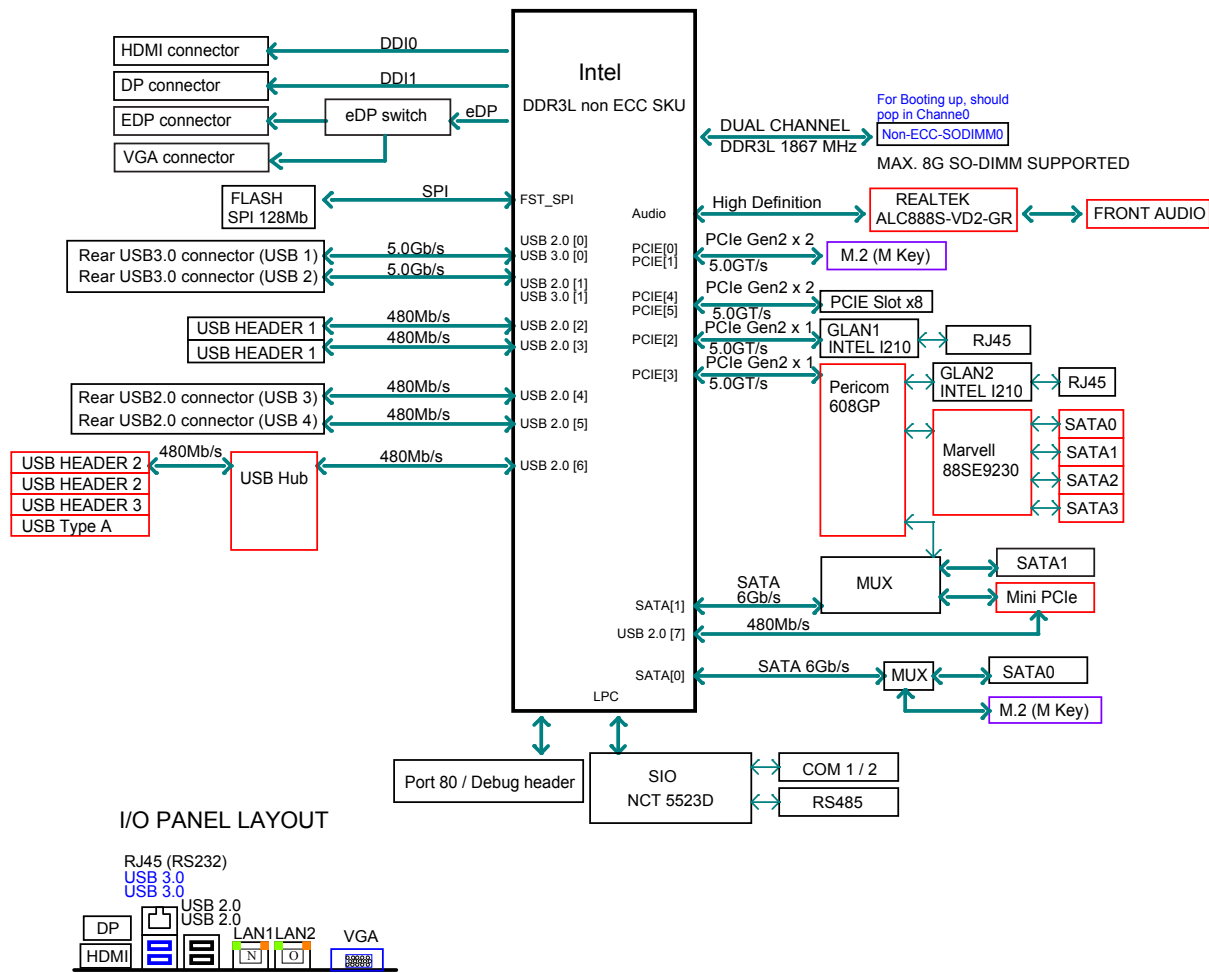 HDMI connector
DDI0
DP connector
DDI1
EDP connector
eDP switch
eDP
VGA connector
Intel
DDR3L non ECC SKU
DUAL CHANNEL
DDR3L 1867 MHz
For Booting up, should
pop in Channe0
Non-ECC-SODIMM0
MAX. 8G SO-DIMM SUPPORTED
FLASH
SPI 128Mb
SPI
FST_SPI
Audio
High Definition
REALTEK
ALC888S-VD2-GR
FRONT AUDIO
Rear USB3.0 connector (USB 1)
Rear USB3.0 connector (USB 2)
5.0Gb/s
5.0Gb/s
USB 2.0 [0]
USB 3.0 [0]
USB 2.0 [1]
USB 3.0 [1]
PCIE[0]
PCIE[1]
PCIe Gen2 x 2
5.0GT/s
M.2 (M Key)
PCIE[4]
PCIE[5]
PCIe Gen2 x 2
5.0GT/s
PCIE Slot x8
USB HEADER 1
USB HEADER 1
480Mb/s
480Mb/s
USB 2.0 [2]
USB 2.0 [3]
PCIE[2]
PCIe Gen2 x 1
5.0GT/s
GLAN1
INTEL I210
RJ45
PCIE[3]
PCIe Gen2 x 1
5.0GT/s
Pericom
608GP
GLAN2
INTEL I210
RJ45
Rear USB2.0 connector (USB 3)
Rear USB2.0 connector (USB 4)
480Mb/s
480Mb/s
USB 2.0 [4]
USB 2.0 [5]
Marvell
88SE9230
SATA0
SATA1
SATA2
SATA3
USB HEADER 2
USB HEADER 2
USB HEADER 3
USB Type A
480Mb/s
USB Hub
480Mb/s
USB 2.0 [6]
SATA[1]
SATA
6Gb/s
MUX
SATA1
Mini PCIe
USB 2.0 [7]
480Mb/s
SATA[0]
SATA 6Gb/s
MUX
SATA0
M.2 (M Key)
LPC
Port 80 / Debug header
SIO
NCT 5523D
COM 1 / 2
RS485
I/O PANEL LAYOUT
RJ45 (RS232)
USB 3.0
USB 3.0
USB 2.0
USB 2.0
DP
HDMI
LAN1
LAN2
VGA
N
O